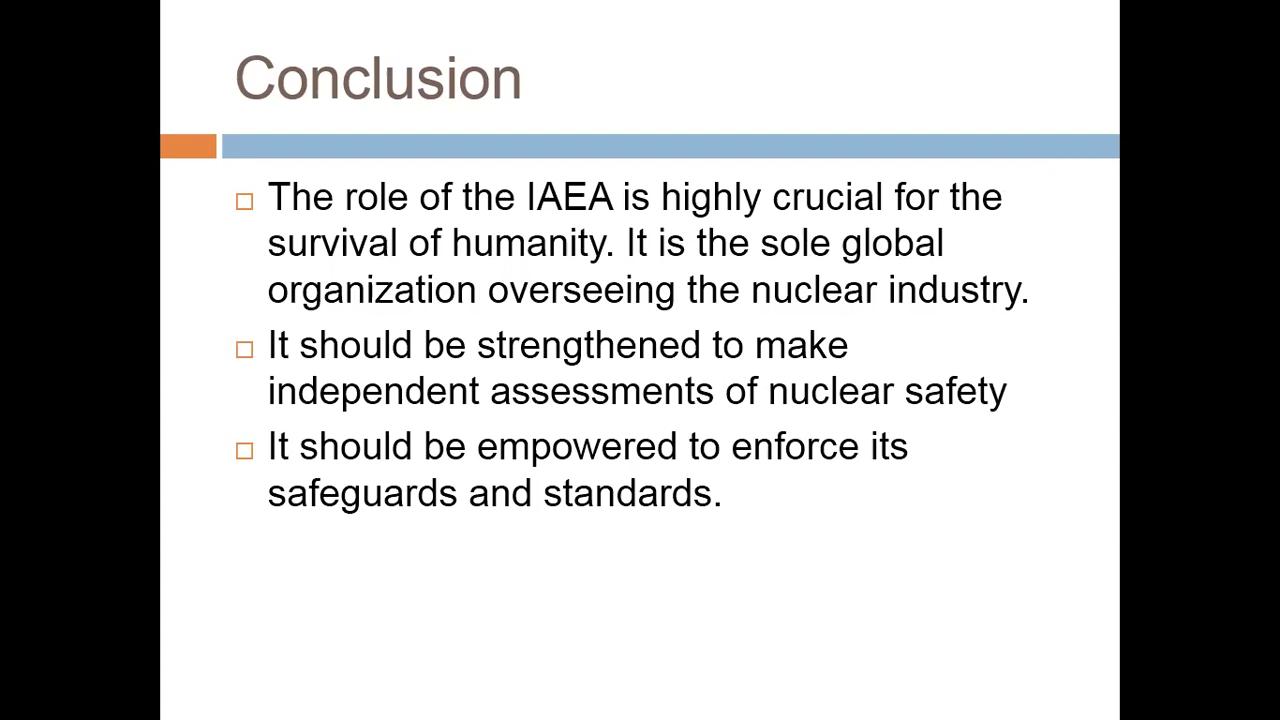 Conclusion
The role of the IAEA is highly crucial for the
survival of humanity. It is the sole global
organization overseeing the nuclear industry.
It should be strengthened to make
independent assessments of nuclear safety
It should be empowered to enforce its
safeguards and standards.